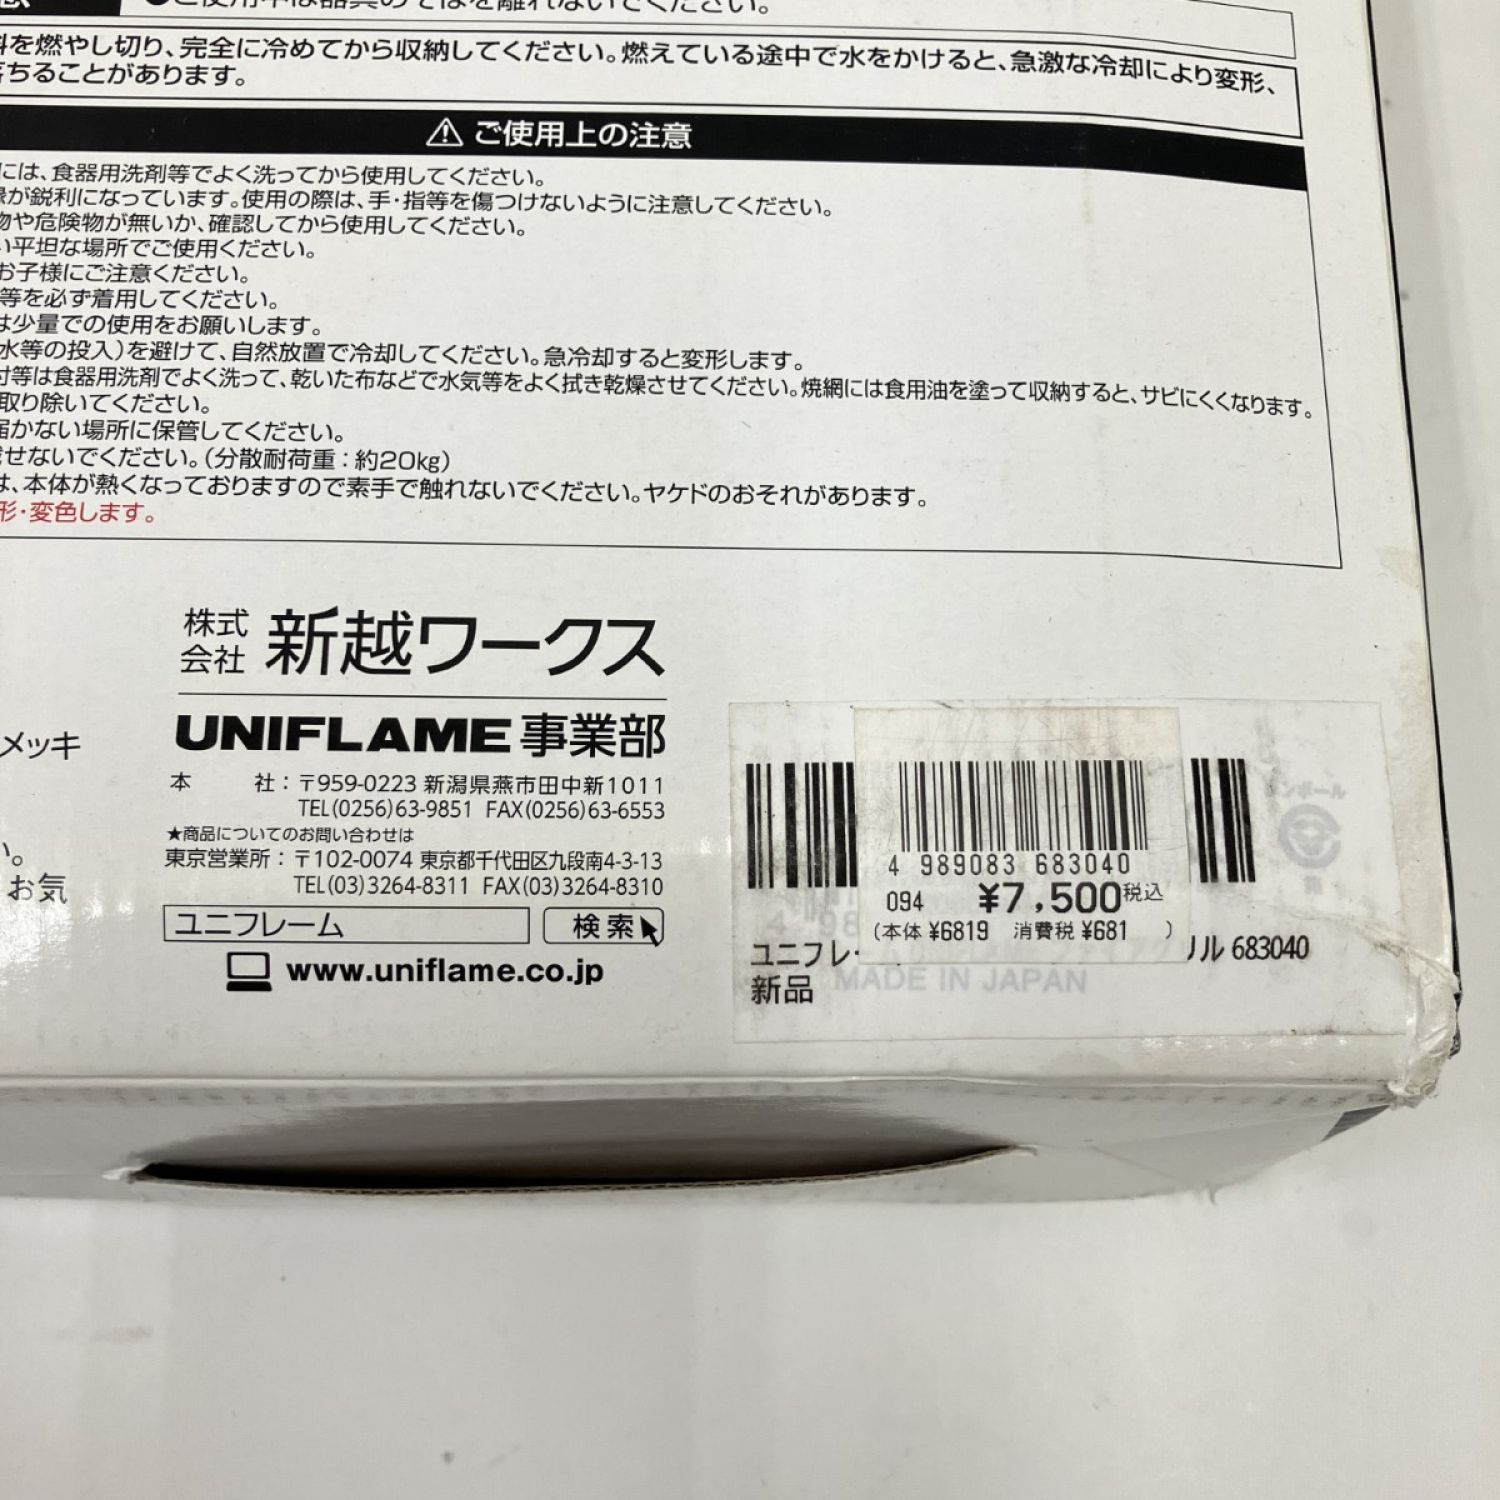 ご使用中は器具のそばを離れないでください。
料を燃やし切り、完全に冷めてから収納してください。燃えている途中で水をかけると、急激な冷却により変形、
落ちることがあります。
⚠ ご使用上の注意
には、食器用洗剤等でよく洗ってから使用してください。
縁が鋭利になっています。使用の際は、手・指等を傷つけないように注意してください。
物や危険物が無いか、確認してから使用してください。
い平坦な場所でご使用ください。
お子様にご注意ください。
等を必ず着用してください。
は少量での使用をお願いします。
水等の投入)を避けて、自然放置で冷却してください。急冷却すると変形します。
付等は食器用洗剤でよく洗って、乾いた布などで水気等をよく拭き乾燥させてください。焼網には食用油を塗って収納すると、サビにくくなります。
取り除いてください。
届かない場所に保管してください。
せないでください。(分散耐荷重:約20kg)
は、本体が熱くなっておりますので素手で触れないでください。ヤケドのおそれがあります。
形・変色します。
株式会社 新越ワークス
UNIFLAME 事業部
メッキ
本 社:〒959-0223 新潟県燕市田中新1011
TEL(0256)63-9851 FAX(0256)63-6553
★商品についてのお問い合わせは
東京営業所:〒102-0074 東京都千代田区九段南4-3-13
TEL(03)3264-8311 FAX(03)3264-8310
い。
お気
ユニフレーム 検索
www.uniflame.co.jp
4 989083 683040
094 ¥7,500税込
(本体 ¥6819 消費税 ¥681 )
ユニフレ
リル 683040
新品
MADE IN JAPAN